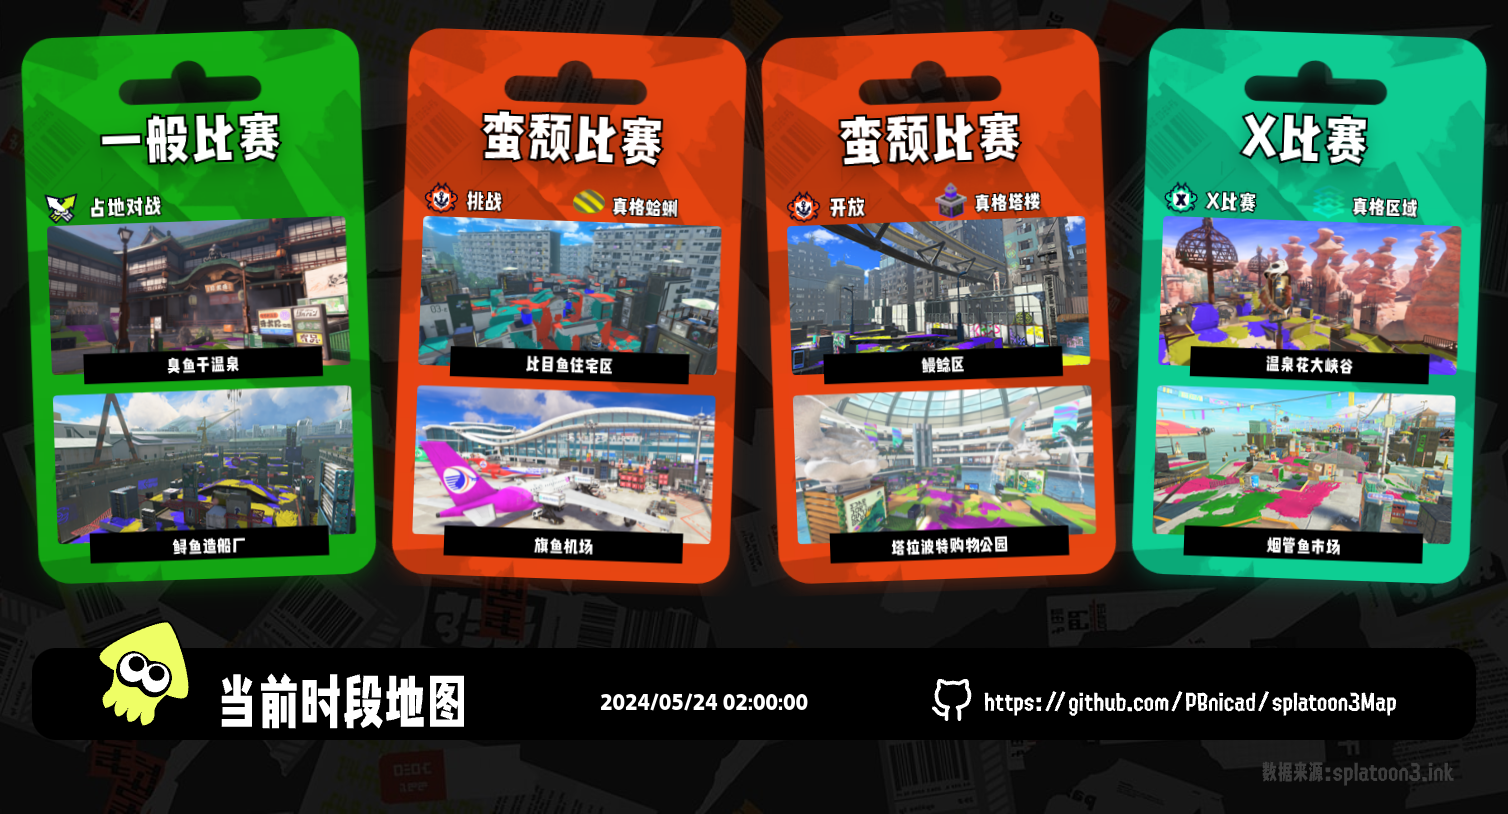 一般比赛
占地对战
臭鱼干温泉
鲟鱼造船厂
蛮颓比赛
挑战
真格蛤蜊
比目鱼住宅区
旗鱼机场
蛮颓比赛
开放
真格塔楼
鳗鲶区
塔拉波特购物公园
X比赛
X比赛
真格区域
温泉花大峡谷
烟管鱼市场
当前时段地图
2024/05/24 02:00:00
https://github.com/PBnicad/splatoon3Map
数据来源:splatoon3.ink